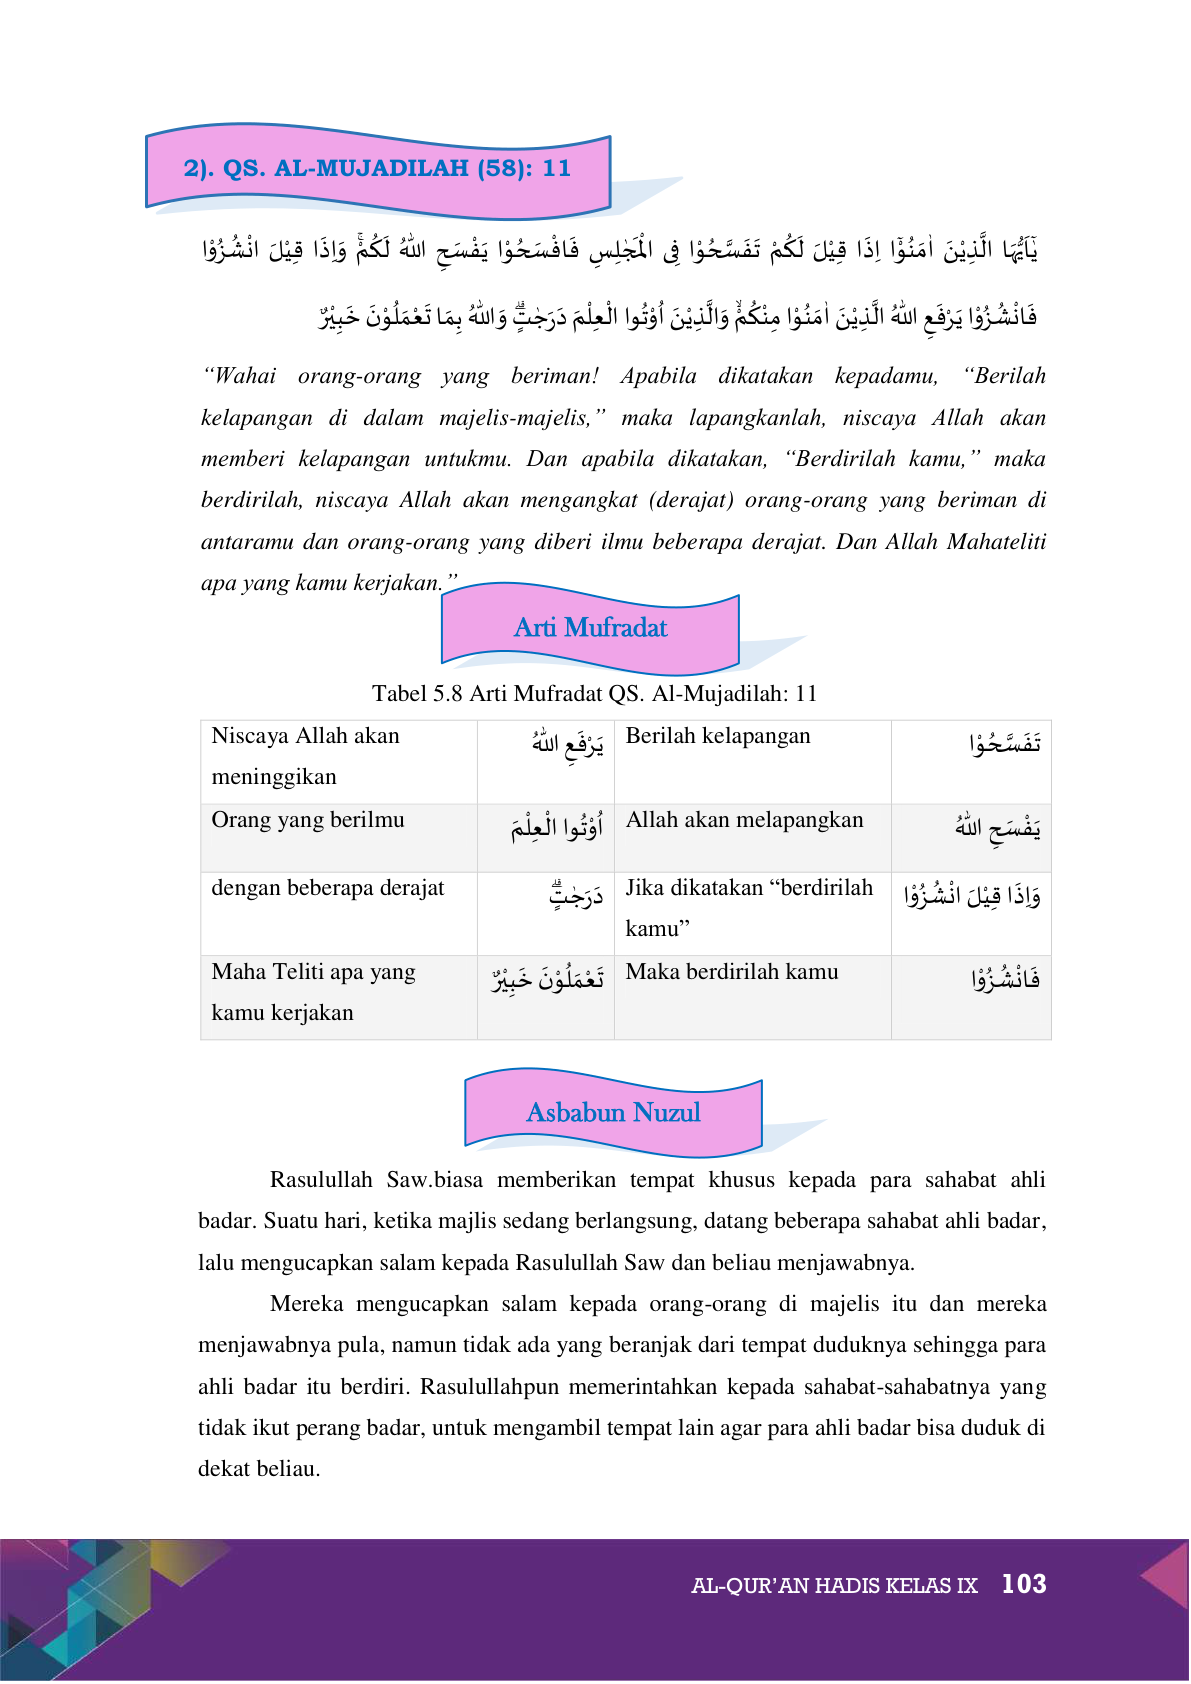 2). QS. AL-MUJADILAH (58): 11
يٰٓاَيُّهَا الَّذِيْنَ اٰمَنُوْٓا اِذَا قِيْلَ لَكُمْ تَفَسَّحُوْا فِى الْمَجٰلِسِ فَافْسَحُوْا يَفْسَحِ اللّٰهُ لَكُمْۚ وَاِذَا قِيْلَ انْشُزُوْا
فَانْشُزُوْا يَرْفَعِ اللّٰهُ الَّذِيْنَ اٰمَنُوْا مِنْكُمْۙ وَالَّذِيْنَ اُوْتُوا الْعِلْمَ دَرَجٰتٍۗ وَاللّٰهُ بِمَا تَعْمَلُوْنَ خَبِيْرٌ
“Wahai orang-orang yang beriman! Apabila dikatakan kepadamu, “Berilah
kelapangan di dalam majelis-majelis,” maka lapangkanlah, niscaya Allah akan
memberi kelapangan untukmu. Dan apabila dikatakan, “Berdirilah kamu,” maka
berdirilah, niscaya Allah akan mengangkat (derajat) orang-orang yang beriman di
antaramu dan orang-orang yang diberi ilmu beberapa derajat. Dan Allah Mahateliti
apa yang kamu kerjakan.”
Arti Mufradat
Tabel 5.8 Arti Mufradat QS. Al-Mujadilah: 11
Niscaya Allah akan
meninggikan
يَرْفَعِ اللّٰهُ
Berilah kelapangan
تَفَسَّحُوْا
Orang yang berilmu
اُوْتُوا الْعِلْمَ
Allah akan melapangkan
يَفْسَحِ اللّٰهُ
dengan beberapa derajat
دَرَجٰتٍۗ
Jika dikatakan “berdirilah
kamu”
وَاِذَا قِيْلَ انْشُزُوْا
Maha Teliti apa yang
kamu kerjakan
تَعْمَلُوْنَ خَبِيْرٌ
Maka berdirilah kamu
فَانْشُزُوْا
Asbabun Nuzul
Rasulullah Saw.biasa memberikan tempat khusus kepada para sahabat ahli
badar. Suatu hari, ketika majlis sedang berlangsung, datang beberapa sahabat ahli badar,
lalu mengucapkan salam kepada Rasulullah Saw dan beliau menjawabnya.
Mereka mengucapkan salam kepada orang-orang di majelis itu dan mereka
menjawabnya pula, namun tidak ada yang beranjak dari tempat duduknya sehingga para
ahli badar itu berdiri. Rasulullahpun memerintahkan kepada sahabat-sahabatnya yang
tidak ikut perang badar, untuk mengambil tempat lain agar para ahli badar bisa duduk di
dekat beliau.
AL-QUR’AN HADIS KELAS IX 103